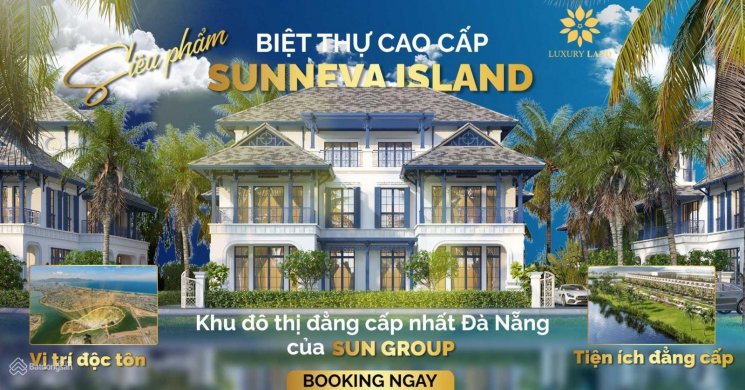 Siêu phẩm
BIỆT THỰ CAO CẤP
SUNNEVA ISLAND
LUXURY LAND
Khu đô thị đẳng cấp nhất Đà Nẵng
của SUN GROUP
Vị trí độc tôn
Tiện ích đẳng cấp
BOOKING NGAY
Batdongsan